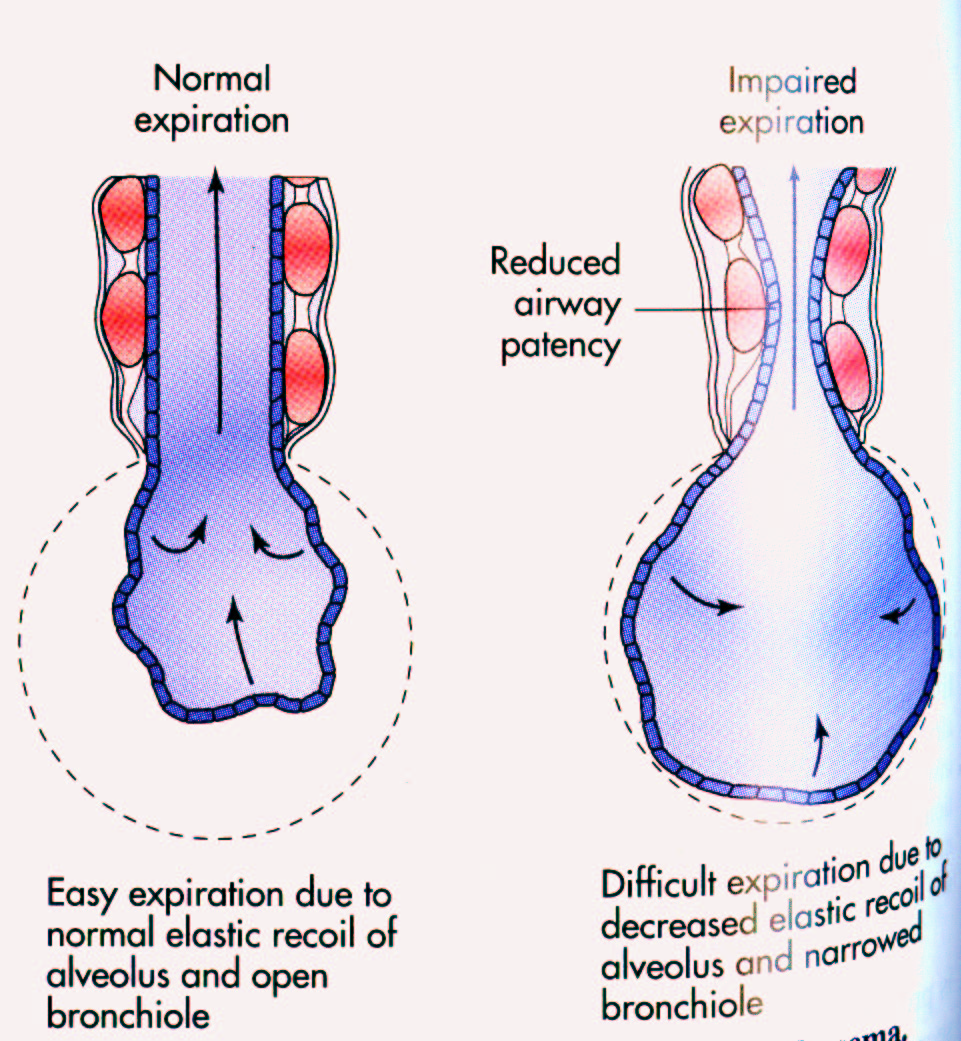 Normal
expiration
Impaired
expiration
Reduced
airway
patency
Easy expiration due to
normal elastic recoil of
alveolus and open
bronchiole
Difficult expiration due to
decreased elastic recoil of
alveolus and narrowed
bronchiole